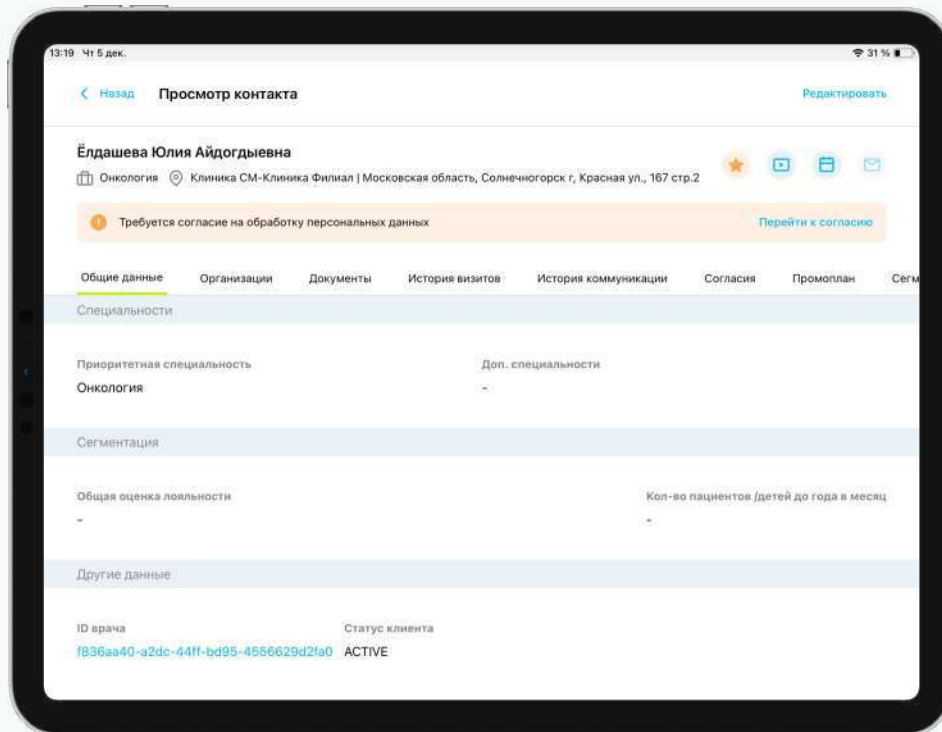 13:19 Чт 5 дек. 31 %
Назад Просмотр контакта Редактировать
Ёлдашева Юлия Айдогдыевна
Онкология Клиника СМ-Клиника Филиал | Московская область, Солнечногорск г, Красная ул., 167 стр.2
Требуется согласие на обработку персональных данных Перейти к согласию
Общие данные Организации Документы История визитов История коммуникации Согласия Промоплан Сегм
Специальности
Приоритетная специальность Доп. специальности
Онкология -
Сегментация
Общая оценка лояльности Кол-во пациентов /детей до года в месяц
- -
Другие данные
ID врача Статус клиента
f836aa40-a2dc-44ff-bd95-4556629d2fa0 ACTIVE